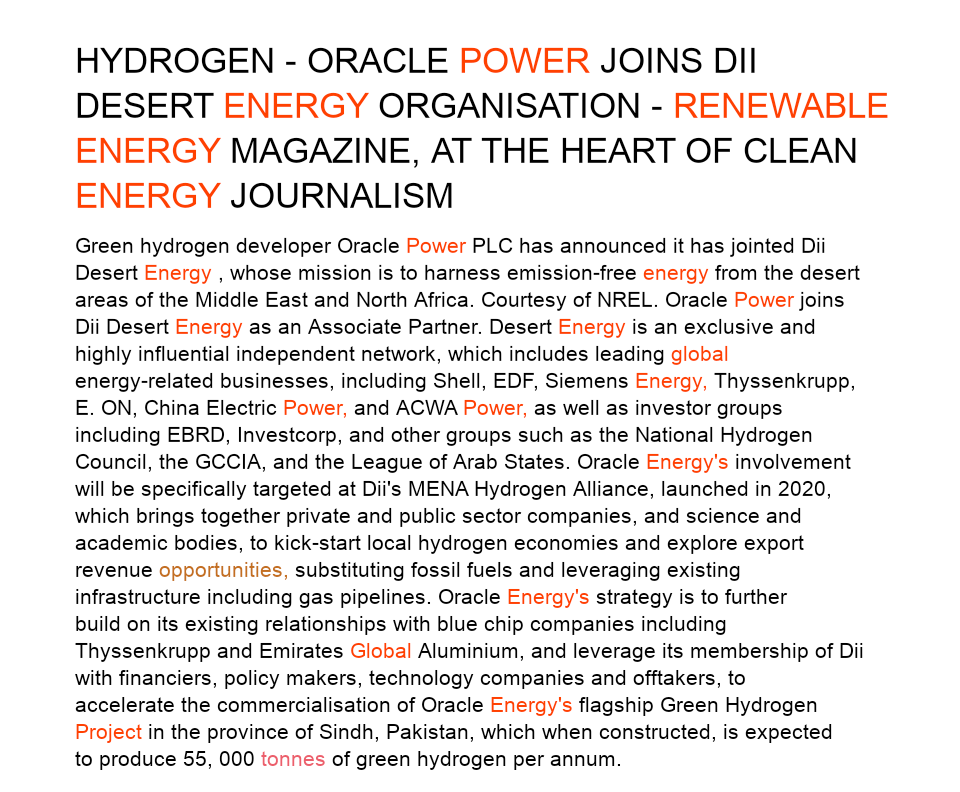 HYDROGEN - ORACLE POWER JOINS DII
DESERT ENERGY ORGANISATION - RENEWABLE
ENERGY MAGAZINE, AT THE HEART OF CLEAN
ENERGY JOURNALISM
Green hydrogen developer Oracle Power PLC has announced it has jointed Dii
Desert Energy , whose mission is to harness emission-free energy from the desert
areas of the Middle East and North Africa. Courtesy of NREL. Oracle Power joins
Dii Desert Energy as an Associate Partner. Desert Energy is an exclusive and
highly influential independent network, which includes leading global
energy-related businesses, including Shell, EDF, Siemens Energy, Thyssenkrupp,
E. ON, China Electric Power, and ACWA Power, as well as investor groups
including EBRD, Investcorp, and other groups such as the National Hydrogen
Council, the GCCIA, and the League of Arab States. Oracle Energy's involvement
will be specifically targeted at Dii's MENA Hydrogen Alliance, launched in 2020,
which brings together private and public sector companies, and science and
academic bodies, to kick-start local hydrogen economies and explore export
revenue opportunities, substituting fossil fuels and leveraging existing
infrastructure including gas pipelines. Oracle Energy's strategy is to further
build on its existing relationships with blue chip companies including
Thyssenkrupp and Emirates Global Aluminium, and leverage its membership of Dii
with financiers, policy makers, technology companies and offtakers, to
accelerate the commercialisation of Oracle Energy's flagship Green Hydrogen
Project in the province of Sindh, Pakistan, which when constructed, is expected
to produce 55, 000 tonnes of green hydrogen per annum.